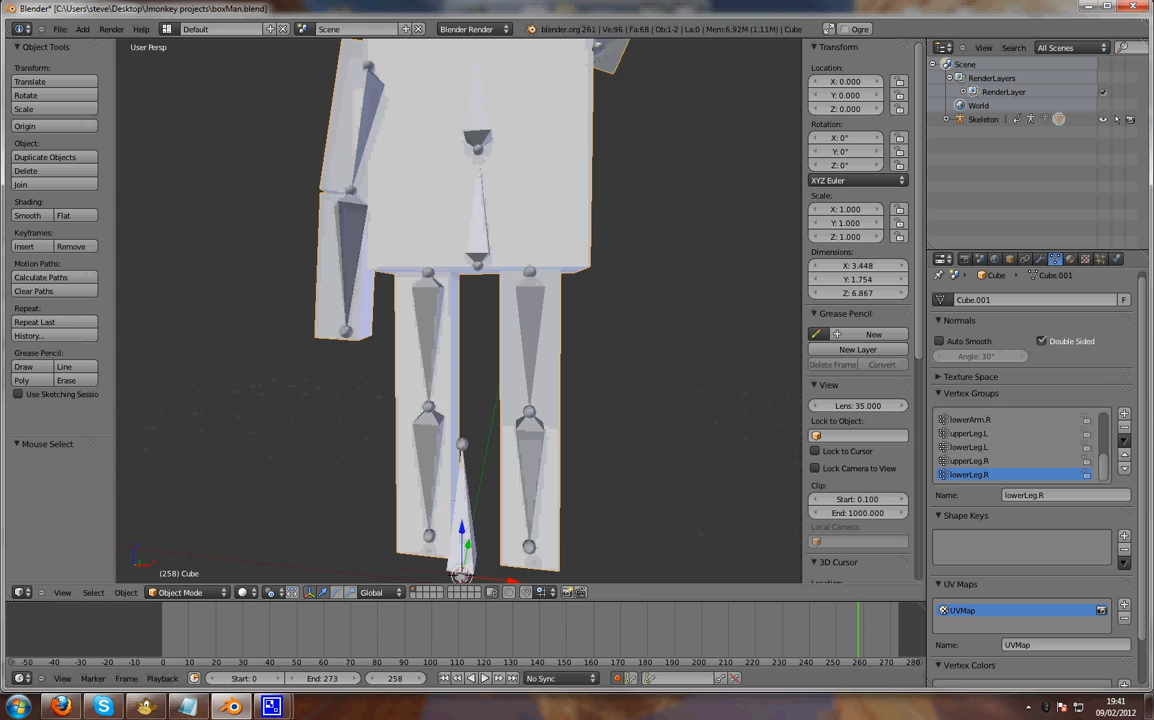 Blender* [C:\Users\steve\Desktop\Jmonkey projects\boxMan.blend]
File Add Render Help Default Scene Blender Render blender.org 261 | Ve:96 | Fa:68 | Ob:1-2 | La:0 | Mem:6.92M (1.11M) | Cube Ogre
Object Tools
Transform:
Translate
Rotate
Scale
Origin
Object:
Duplicate Objects
Delete
Join
Shading:
Smooth Flat
Keyframes:
Insert Remove
Motion Paths:
Calculate Paths
Clear Paths
Repeat:
Repeat Last
History...
Grease Pencil:
Draw Line
Poly Erase
Use Sketching Sessio
Mouse Select
User Persp
(258) Cube
View Select Object Object Mode Global
Transform
Location:
X: 0.000
Y: 0.000
Z: 0.000
Rotation:
X: 0°
Y: 0°
Z: 0°
XYZ Euler
Scale:
X: 1.000
Y: 1.000
Z: 1.000
Dimensions:
X: 3.448
Y: 1.754
Z: 6.867
Grease Pencil
New
New Layer
Delete Frame Convert
View
Lens: 35.000
Lock to Object:
Lock to Cursor
Lock Camera to View
Clip:
Start: 0.100
End: 1000.000
Local Camera:
3D Cursor
Location:
View Search All Scenes
Scene
RenderLayers
RenderLayer
World
Skeleton
Cube Cube.001
Cube.001 F
Normals
Auto Smooth Double Sided
Angle: 30°
Texture Space
Vertex Groups
lowerArm.R
upperLeg.L
lowerLeg.L
upperLeg.R
lowerLeg.R
Name: lowerLeg.R
Shape Keys
UV Maps
UVMap
Name: UVMap
Vertex Colors
-50 -40 -30 -20 -10 0 10 20 30 40 50 60 70 80 90 100 110 120 130 140 150 160 170 180 190 200 210 220 230 240 250 260 270 280
View Marker Frame Playback Start: 0 End: 273 258 No Sync
19:41
09/02/2012